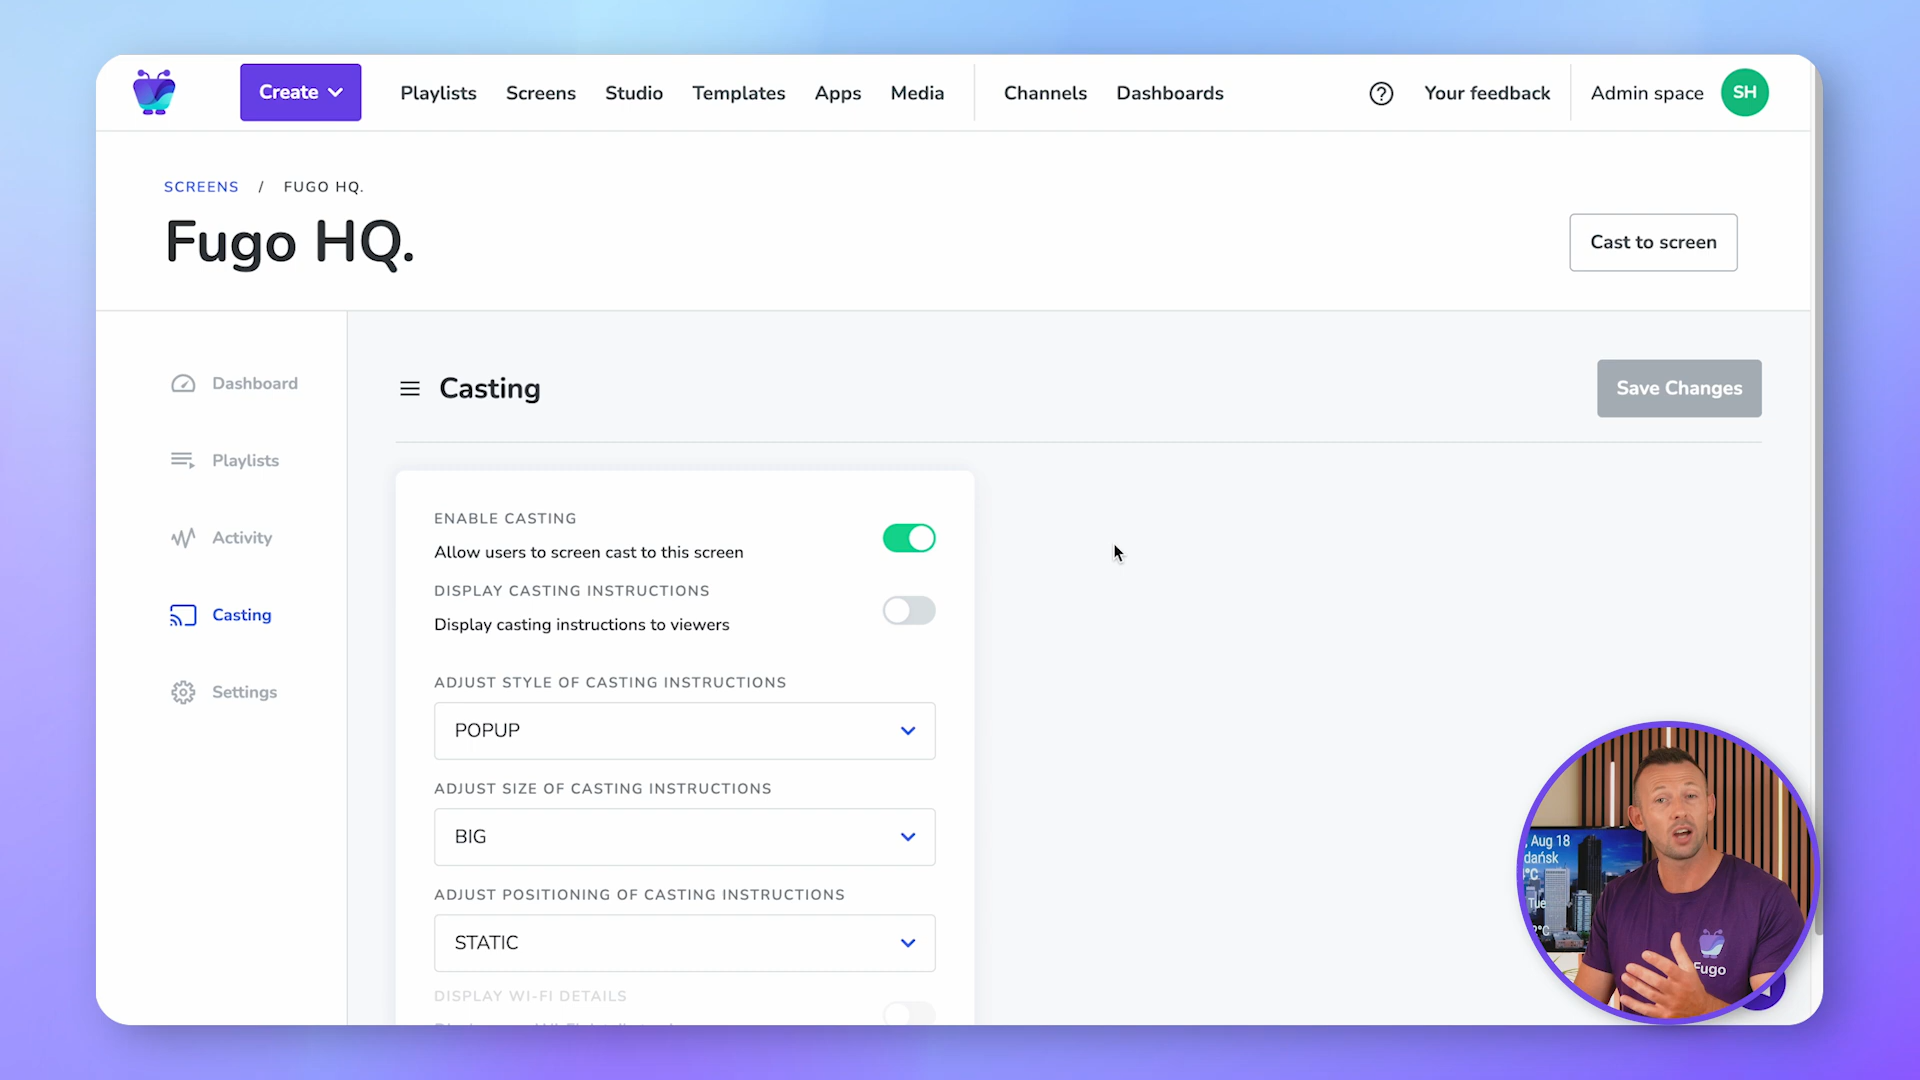 Create
Playlists
Screens
Studio
Templates
Apps
Media
Channels
Dashboards
Your feedback
Admin space
SH
SCREENS / FUGO HQ.
Fugo HQ.
Cast to screen
Dashboard
Playlists
Activity
Casting
Settings
Casting
Save Changes
ENABLE CASTING
Allow users to screen cast to this screen
DISPLAY CASTING INSTRUCTIONS
Display casting instructions to viewers
ADJUST STYLE OF CASTING INSTRUCTIONS
POPUP
ADJUST SIZE OF CASTING INSTRUCTIONS
BIG
ADJUST POSITIONING OF CASTING INSTRUCTIONS
STATIC
DISPLAY WI-FI DETAILS
, Aug 18
dańsk
°C
Tue
°C
Fugo